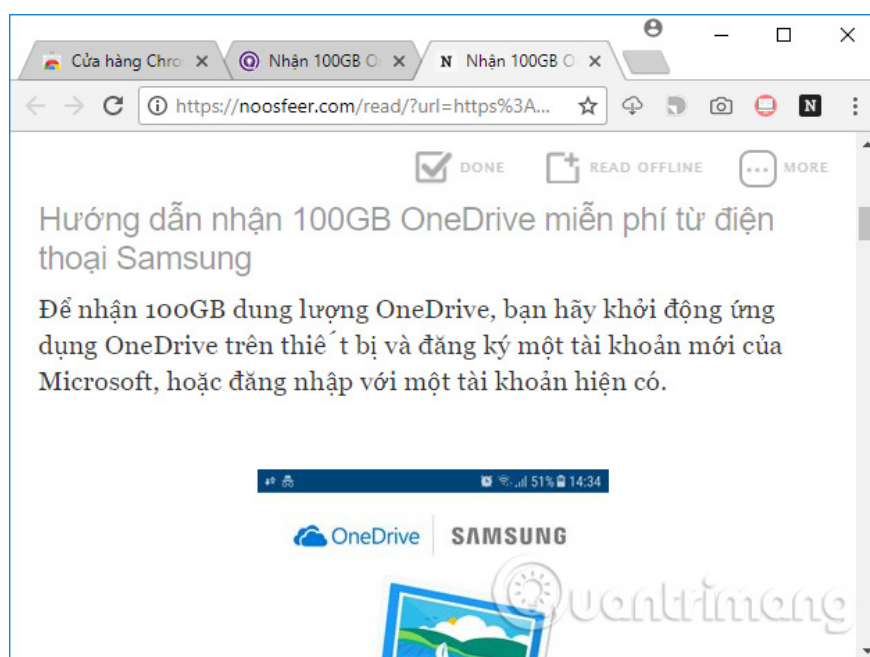 Cửa hàng Chro
Nhận 100GB O
Nhận 100GB O
https://noosfeer.com/read/?url=https%3A...
N
DONE
READ OFFLINE
MORE
Hướng dẫn nhận 100GB OneDrive miễn phí từ điện
thoại Samsung
Để nhận 100GB dung lượng OneDrive, bạn hãy khởi động ứng
dụng OneDrive trên thiê´t bị và đăng ký một tài khoản mới của
Microsoft, hoặc đăng nhập với một tài khoản hiện có.
51% 14:34
OneDrive
SAMSUNG
Quantrimang